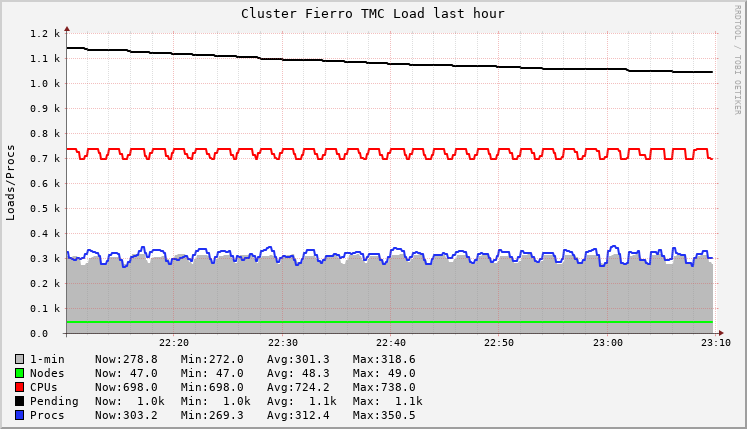 Cluster Fierro TMC Load last hour
RRDTOOL / TOBI OETIKER
Loads/Procs
1.2 k
1.1 k
1.0 k
0.9 k
0.8 k
0.7 k
0.6 k
0.5 k
0.4 k
0.3 k
0.2 k
0.1 k
0.0
22:20 22:30 22:40 22:50 23:00 23:10
1-min Now:278.8 Min:272.0 Avg:301.3 Max:318.6
Nodes Now: 47.0 Min: 47.0 Avg: 48.3 Max: 49.0
CPUs Now:698.0 Min:698.0 Avg:724.2 Max:738.0
Pending Now: 1.0k Min: 1.0k Avg: 1.1k Max: 1.1k
Procs Now:303.2 Min:269.3 Avg:312.4 Max:350.5